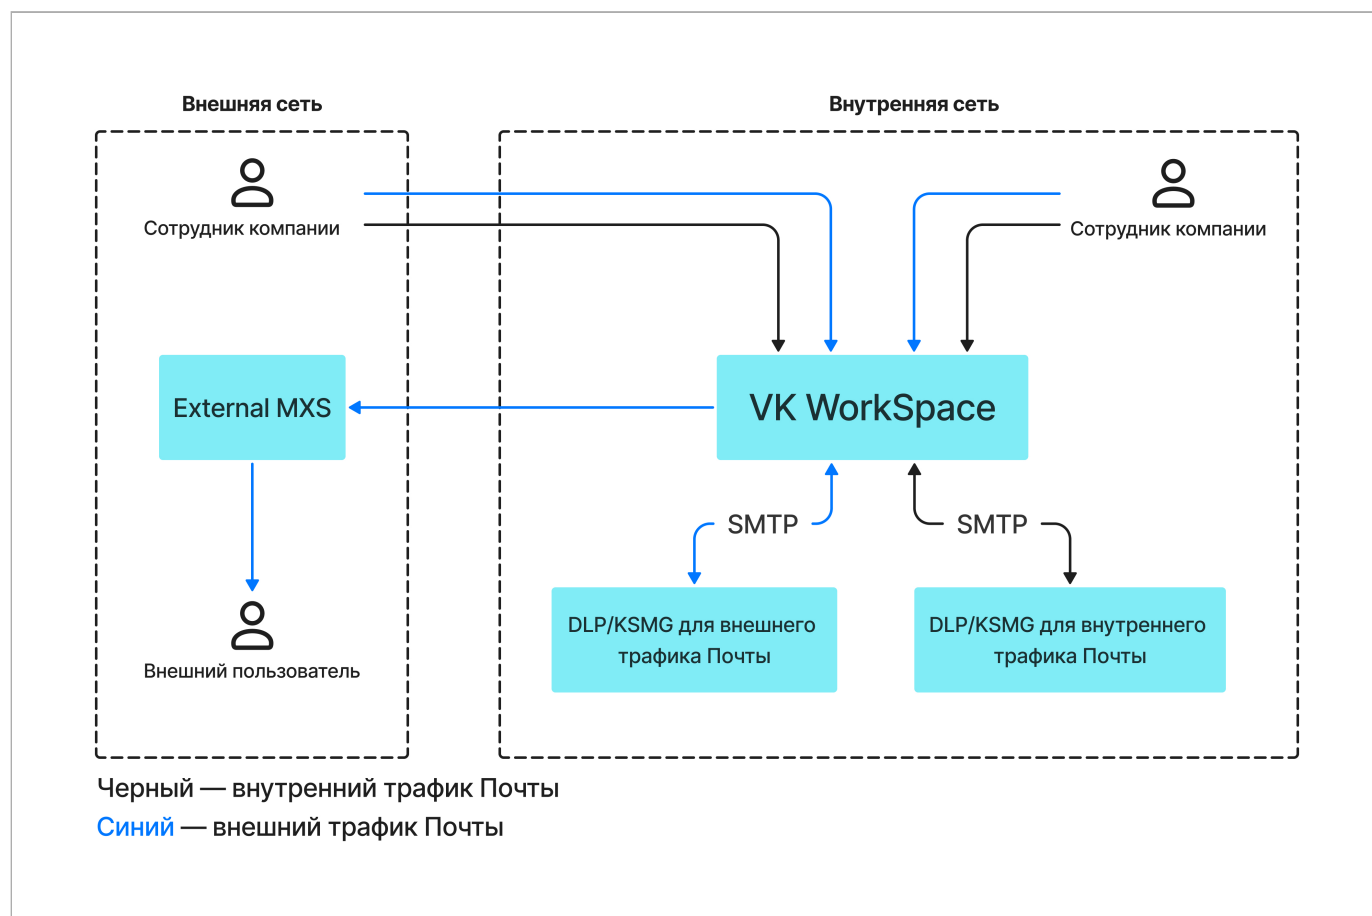 Внешняя сеть
Внутренняя сеть
Сотрудник компании
Сотрудник компании
External MXS
VK WorkSpace
SMTP
SMTP
DLP/KSMG для внешнего
трафика Почты
DLP/KSMG для внутреннего
трафика Почты
Внешний пользователь
Черный — внутренний трафик Почты
Синий — внешний трафик Почты